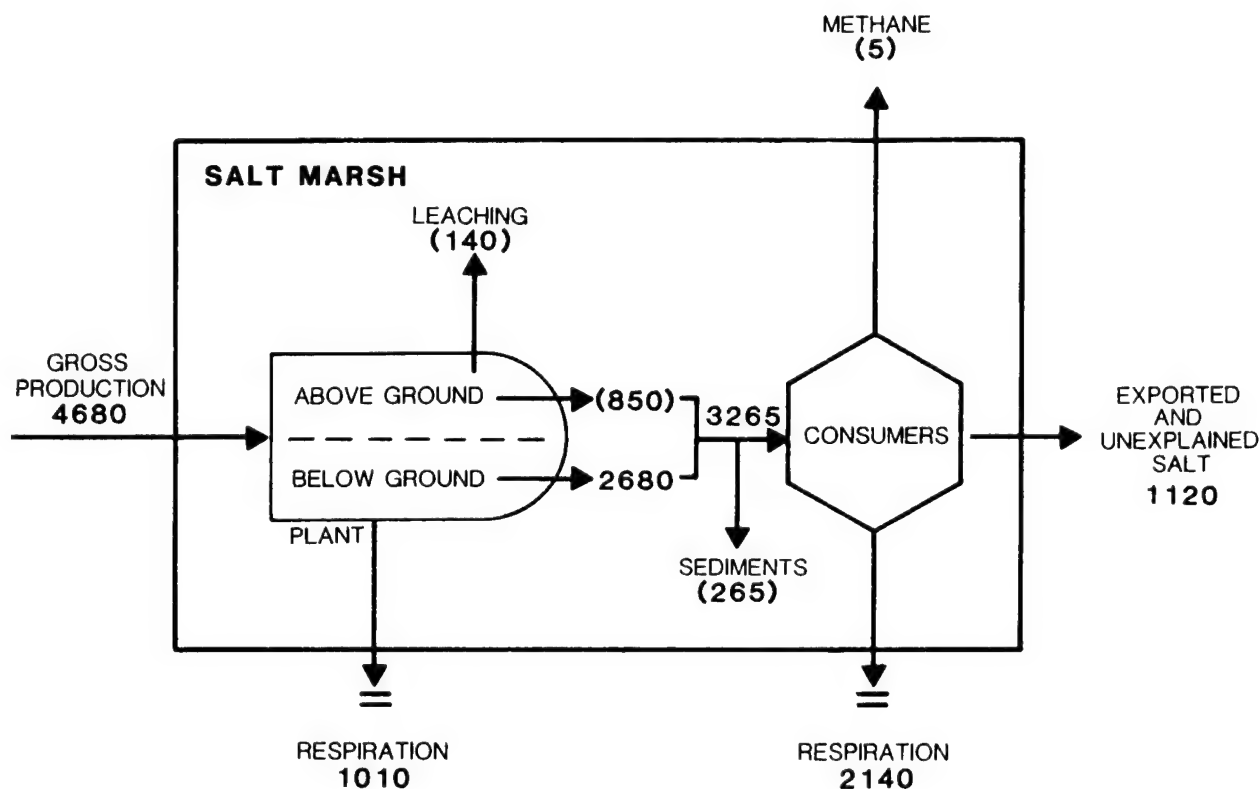 METHANE
(5)
SALT MARSH
LEACHING
(140)
GROSS
PRODUCTION
4680
ABOVE GROUND
(850)
3265
CONSUMERS
EXPORTED
AND
UNEXPLAINED
SALT
1120
BELOW GROUND
2680
PLANT
SEDIMENTS
(265)
RESPIRATION
1010
RESPIRATION
2140